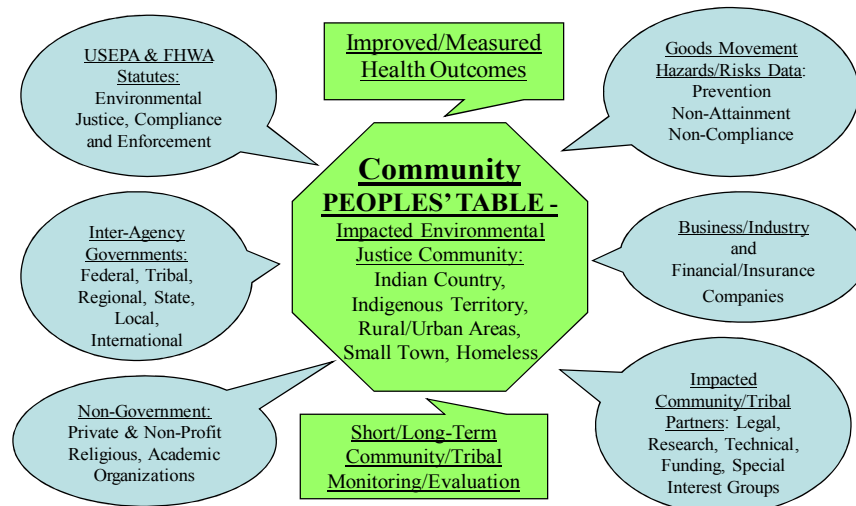 USEPA & FHWA
Statutes:
Environmental
Justice, Compliance
and Enforcement
Improved/Measured
Health Outcomes
Goods Movement
Hazards/Risks Data:
Prevention
Non-Attainment
Non-Compliance
Community
PEOPLES’ TABLE -
Impacted Environmental
Justice Community:
Indian Country,
Indigenous Territory,
Rural/Urban Areas,
Small Town, Homeless
Inter-Agency
Governments:
Federal, Tribal,
Regional, State,
Local,
International
Business/Industry
and
Financial/Insurance
Companies
Non-Government:
Private & Non-Profit
Religious, Academic
Organizations
Short/Long-Term
Community/Tribal
Monitoring/Evaluation
Impacted
Community/Tribal
Partners: Legal,
Research, Technical,
Funding, Special
Interest Groups